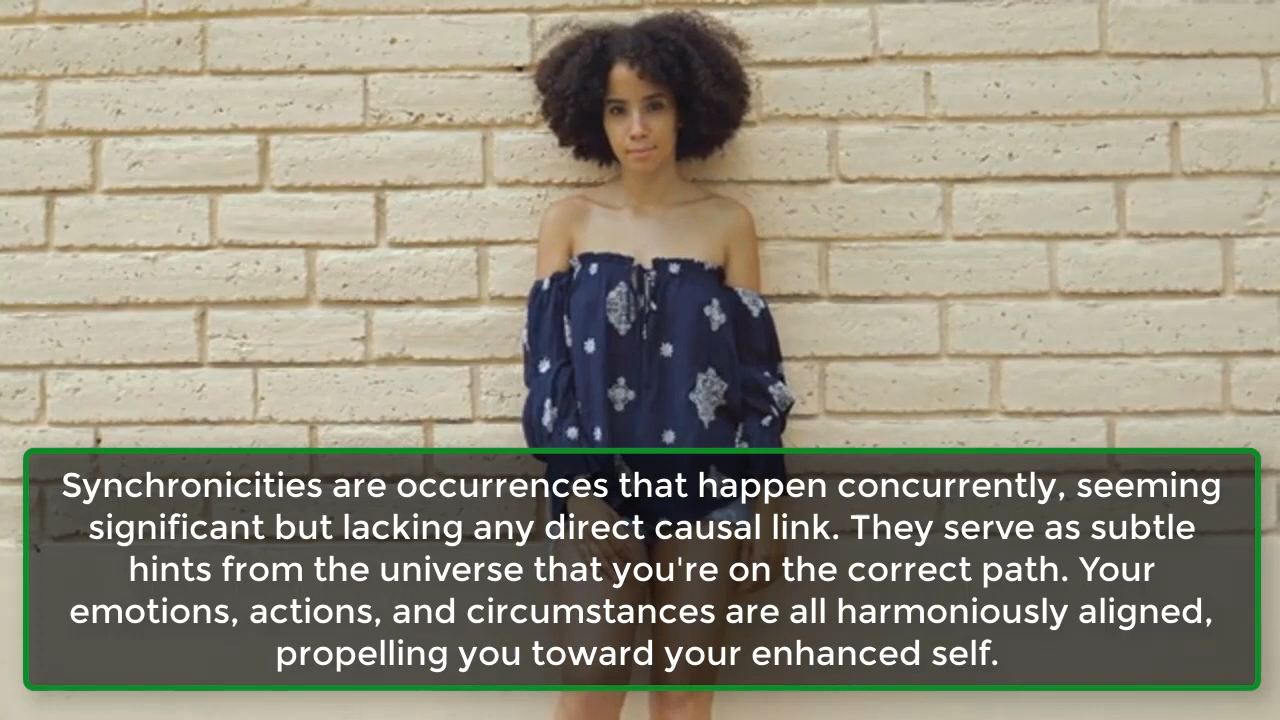 Synchronicities are occurrences that happen concurrently, seeming
significant but lacking any direct causal link. They serve as subtle
hints from the universe that you're on the correct path. Your
emotions, actions, and circumstances are all harmoniously aligned,
propelling you toward your enhanced self.